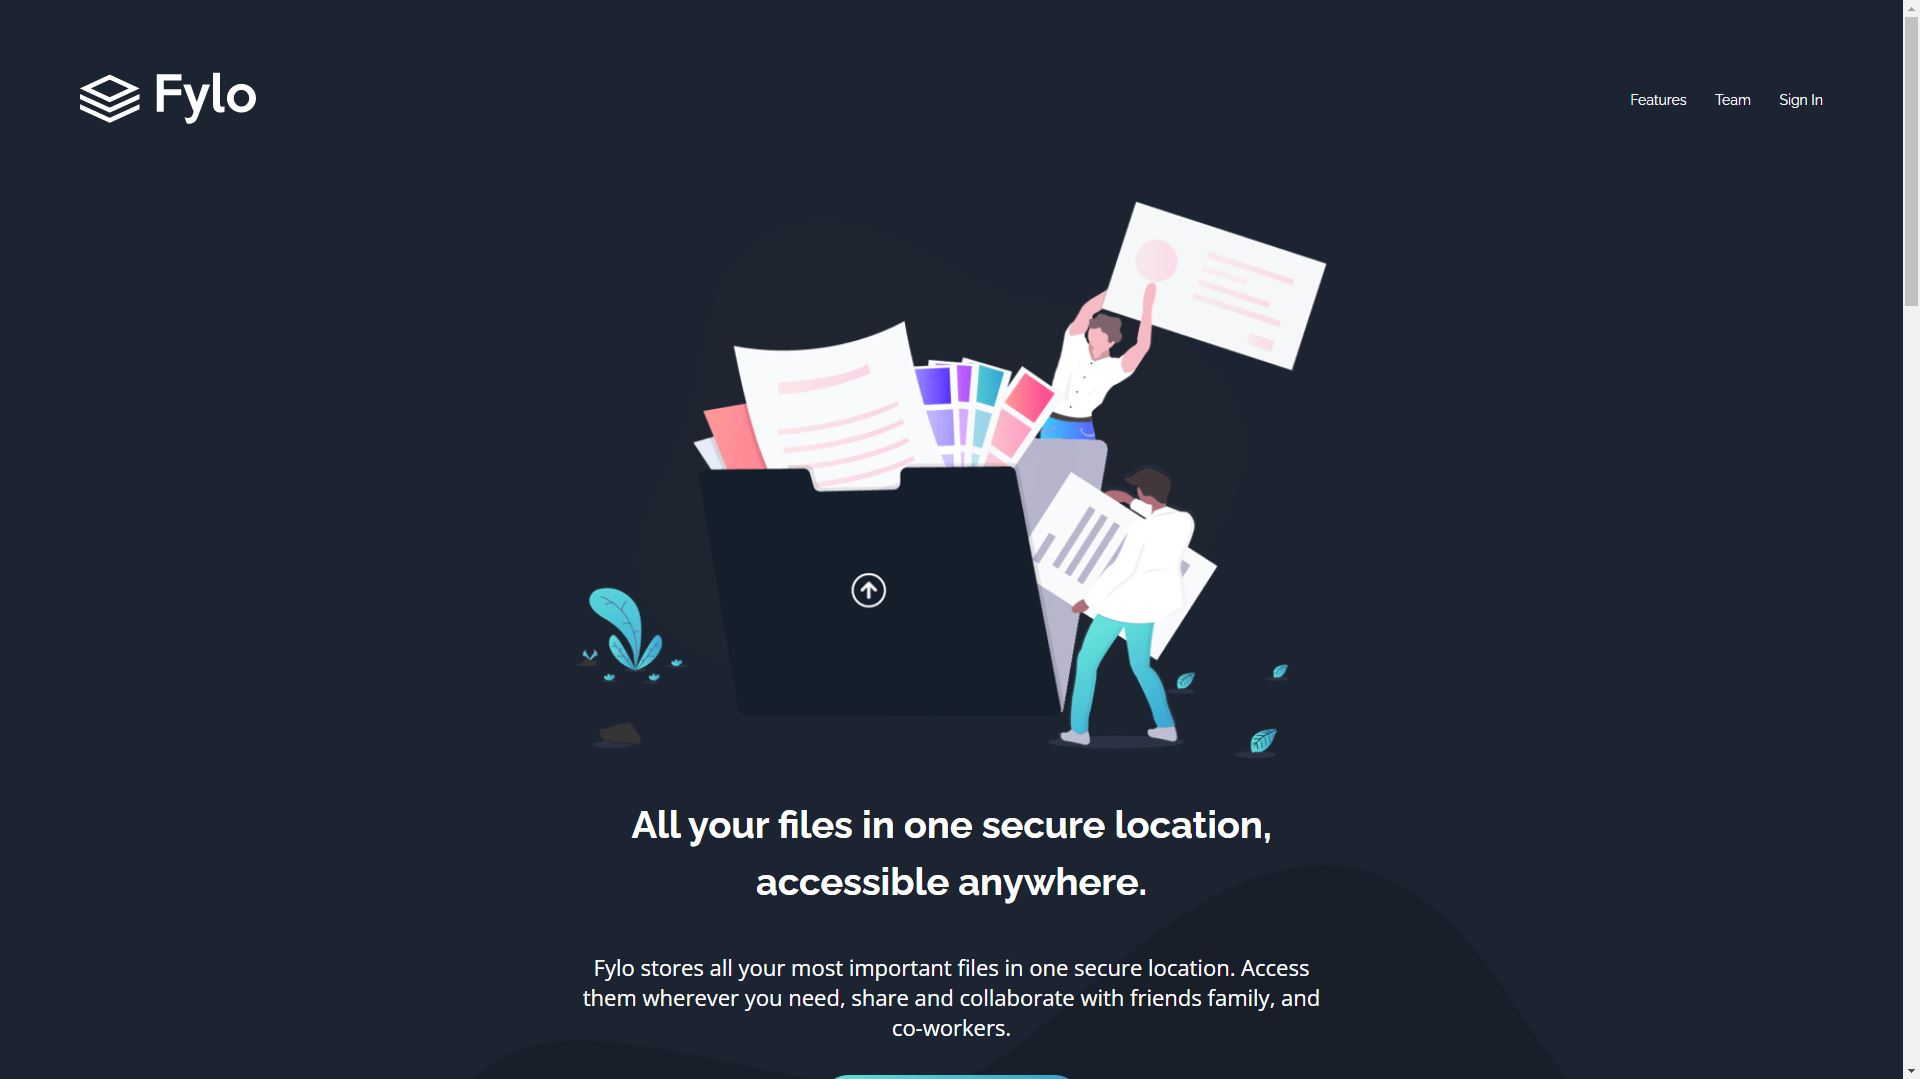 Fylo
Features Team Sign In
All your files in one secure location,
accessible anywhere.
Fylo stores all your most important files in one secure location. Access
them wherever you need, share and collaborate with friends family, and
co-workers.